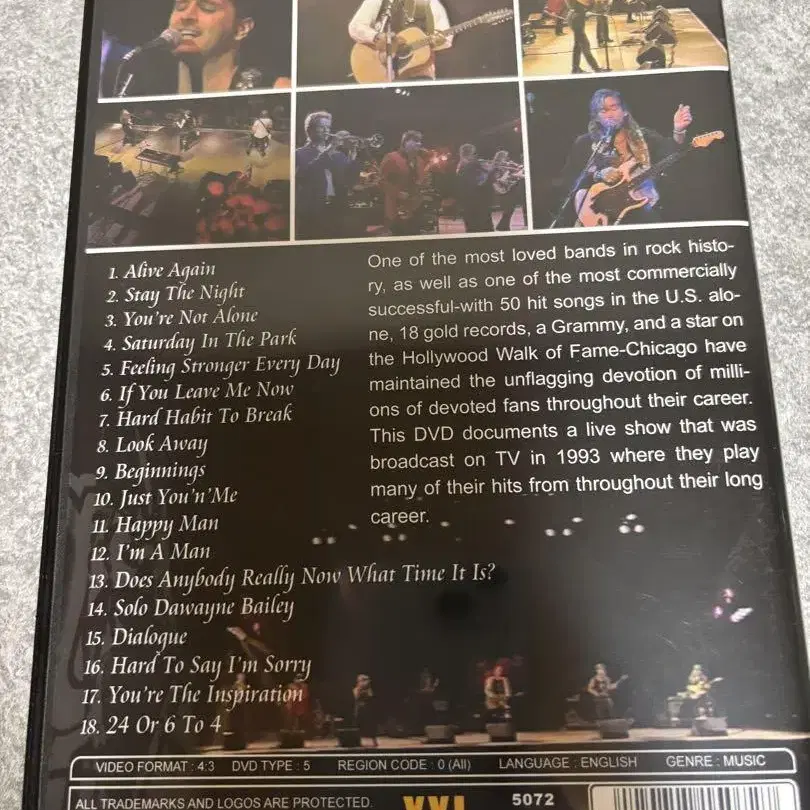 1. Alive Again
2. Stay The Night
3. You're Not Alone
4. Saturday In The Park
5. Feeling Stronger Every Day
6. If You Leave Me Now
7. Hard Habit To Break
8. Look Away
9. Beginnings
10. Just You'n'Me
11. Happy Man
12. I'm A Man
13. Does Anybody Really Now What Time It Is?
14. Solo Dawayne Bailey
15. Dialogue
16. Hard To Say I'm Sorry
17. You're The Inspiration
18. 24 Or 6 To 4_
One of the most loved bands in rock histo-
ry, as well as one of the most commercially
successful-with 50 hit songs in the U.S. alo-
ne, 18 gold records, a Grammy, and a star on
the Hollywood Walk of Fame-Chicago have
maintained the unflagging devotion of milli-
ons of devoted fans throughout their career.
This DVD documents a live show that was
broadcast on TV in 1993 where they play
many of their hits from throughout their long
career.
VIDEO FORMAT : 4:3 DVD TYPE : 5 REGION CODE : 0 (All) LANGUAGE : ENGLISH GENRE : MUSIC
ALL TRADEMARKS AND LOGOS ARE PROTECTED. XXL 5072